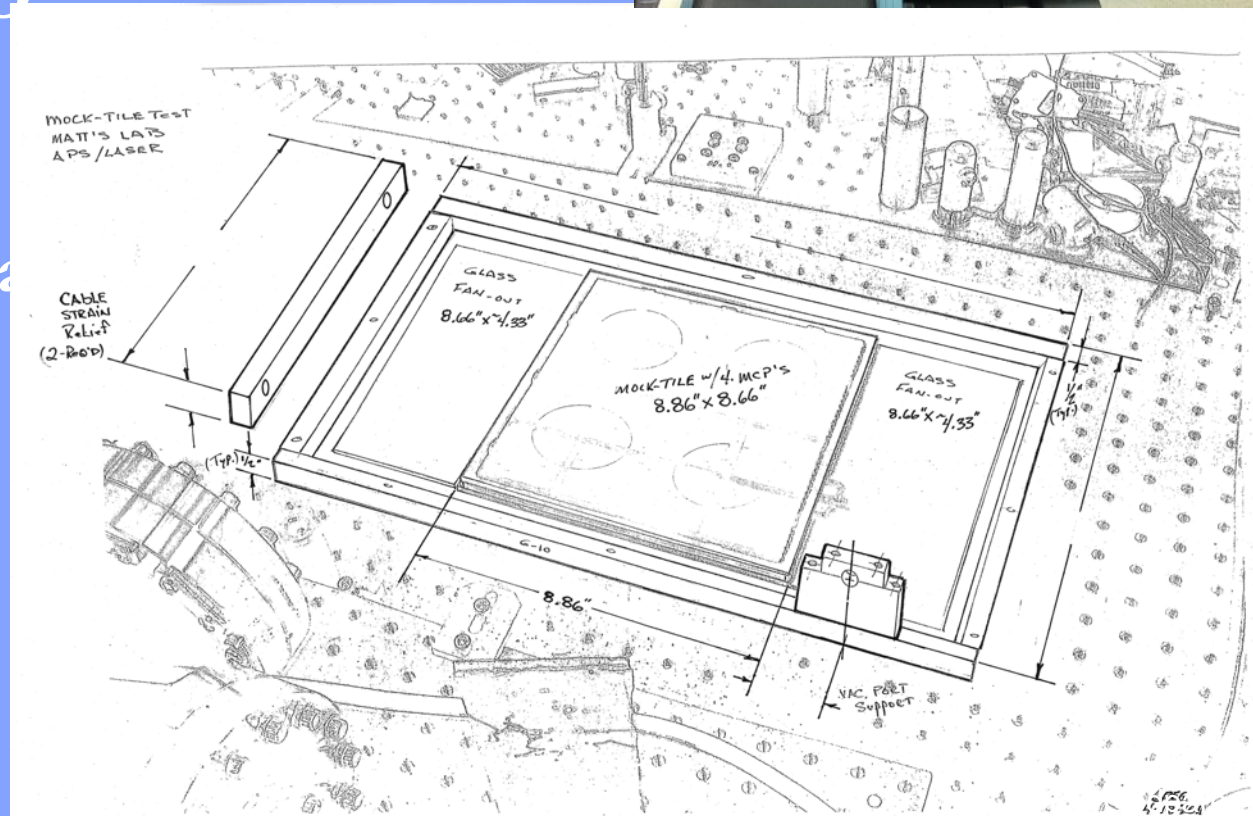 MOCK-TILE TEST
MATT'S LAB
APS/LASER
CABLE
STRAIN
Relief
(2-REQ'D)
GLASS
FAN-OUT
8.66" X ~4.33"
MOCK-TILE W/4. MCP'S
8.86" X 8.66"
GLASS
FAN-OUT
8.66" X ~4.33"
1/2"
(TYP.)
(TYP.) 1/2"
G-10
8.86"
VAC. PORT
Support